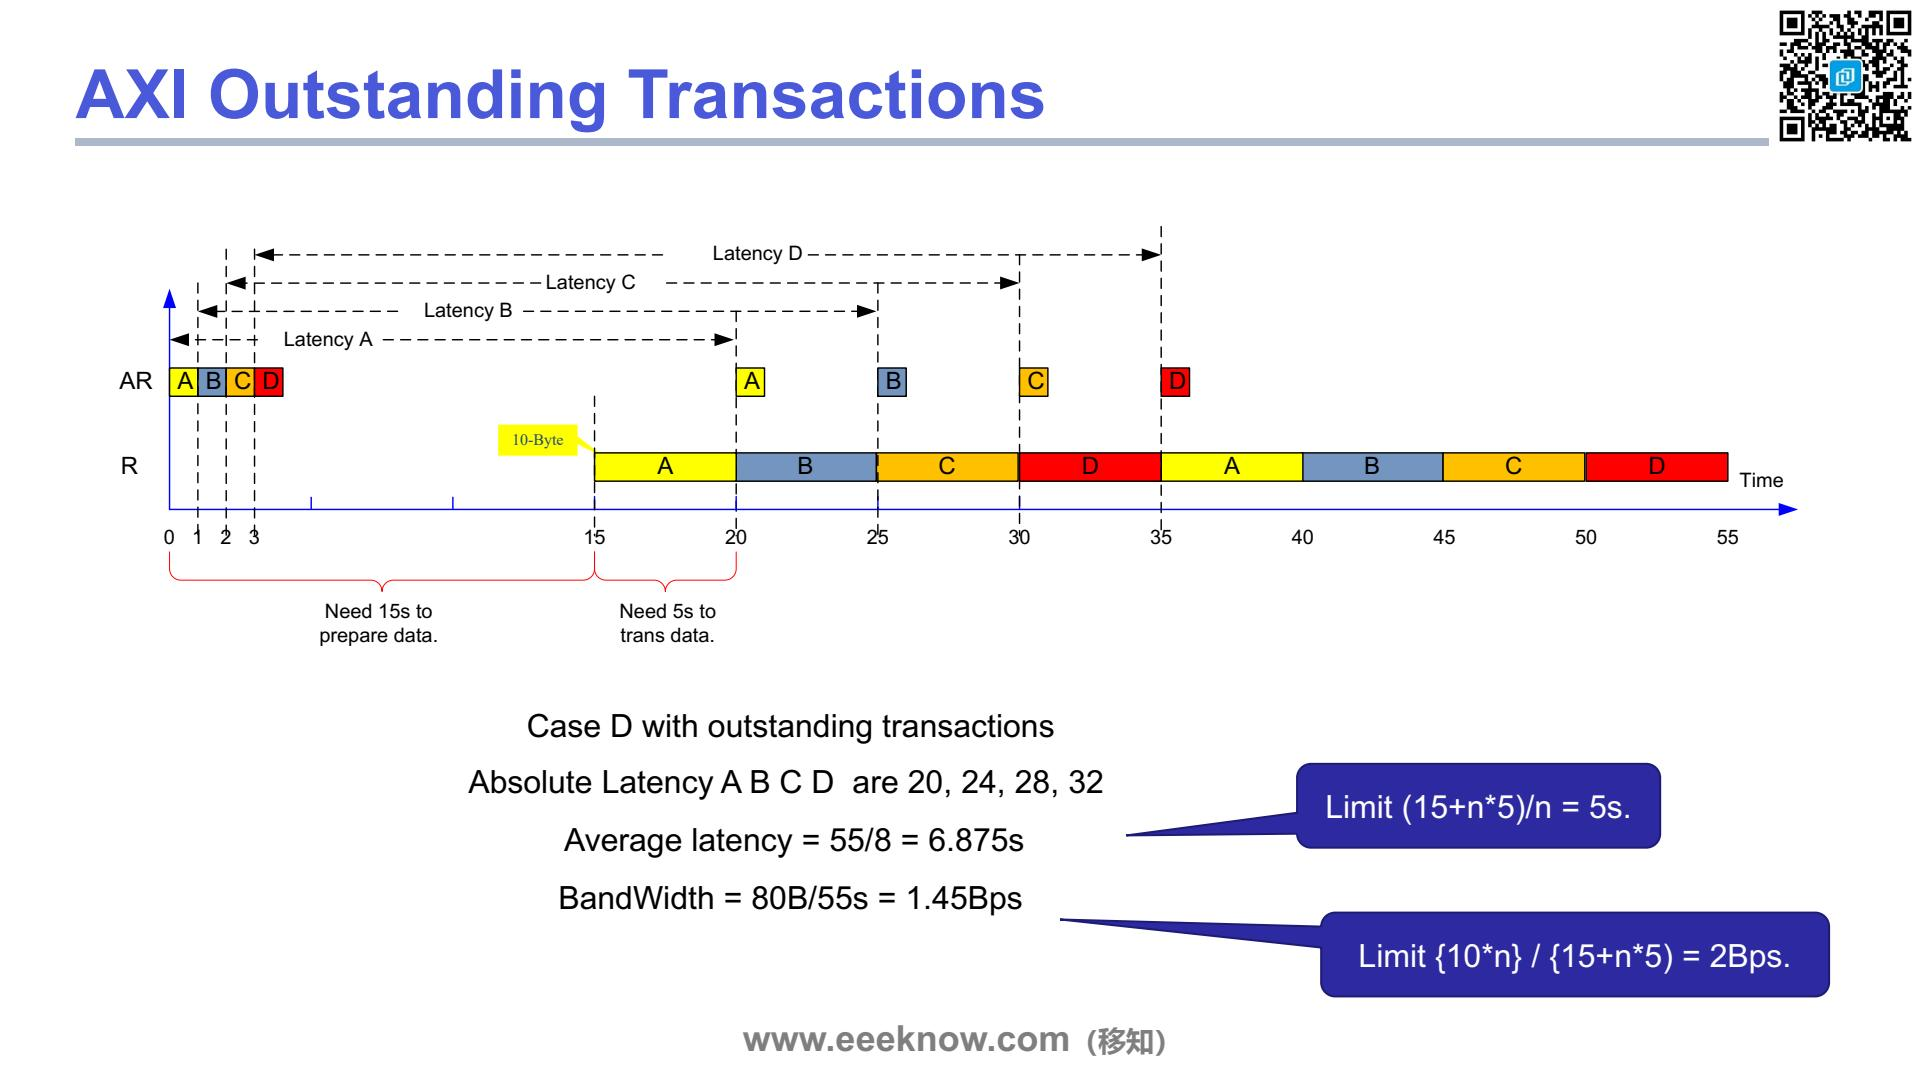 AXI Outstanding Transactions
Latency D
Latency C
Latency B
Latency A
AR A B C D A B C D
10-Byte
R A B C D A B C D
Time
0 1 2 3 15 20 25 30 35 40 45 50 55
Need 15s to
prepare data.
Need 5s to
trans data.
Case D with outstanding transactions
Absolute Latency A B C D are 20, 24, 28, 32
Average latency = 55/8 = 6.875s
BandWidth = 80B/55s = 1.45Bps
Limit (15+n*5)/n = 5s.
Limit {10*n} / {15+n*5) = 2Bps.
www.eeeknow.com (移知)